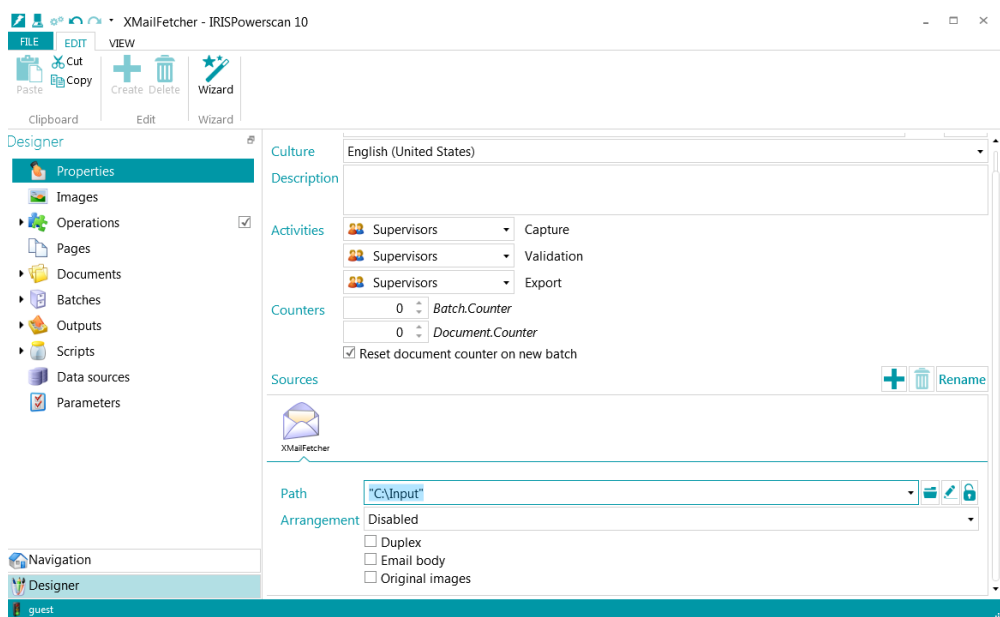 XMailFetcher - IRISPowerscan 10
FILE EDIT VIEW
Paste Cut Copy Create Delete Wizard
Clipboard Edit Wizard
Designer
Properties
Images
Operations
Pages
Documents
Batches
Outputs
Scripts
Data sources
Parameters
Navigation
Designer
guest
Culture English (United States)
Description
Activities Supervisors Capture
Supervisors Validation
Supervisors Export
Counters 0 Batch.Counter
0 Document.Counter
Reset document counter on new batch
Sources Rename
XMailFetcher
Path "C:\Input"
Arrangement Disabled
Duplex
Email body
Original images